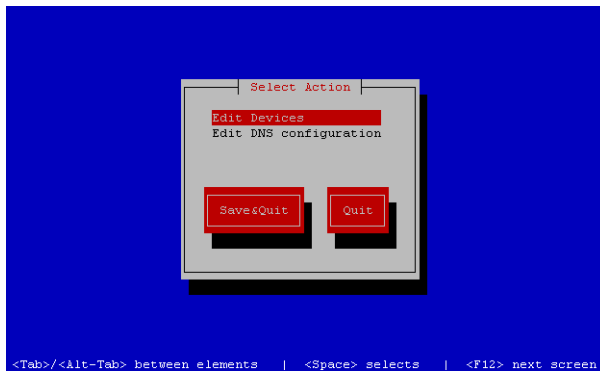 Select Action
Edit Devices
Edit DNS configuration
Save&Quit Quit
<Tab>/<Alt-Tab> between elements | <Space> selects | <F12> next screen